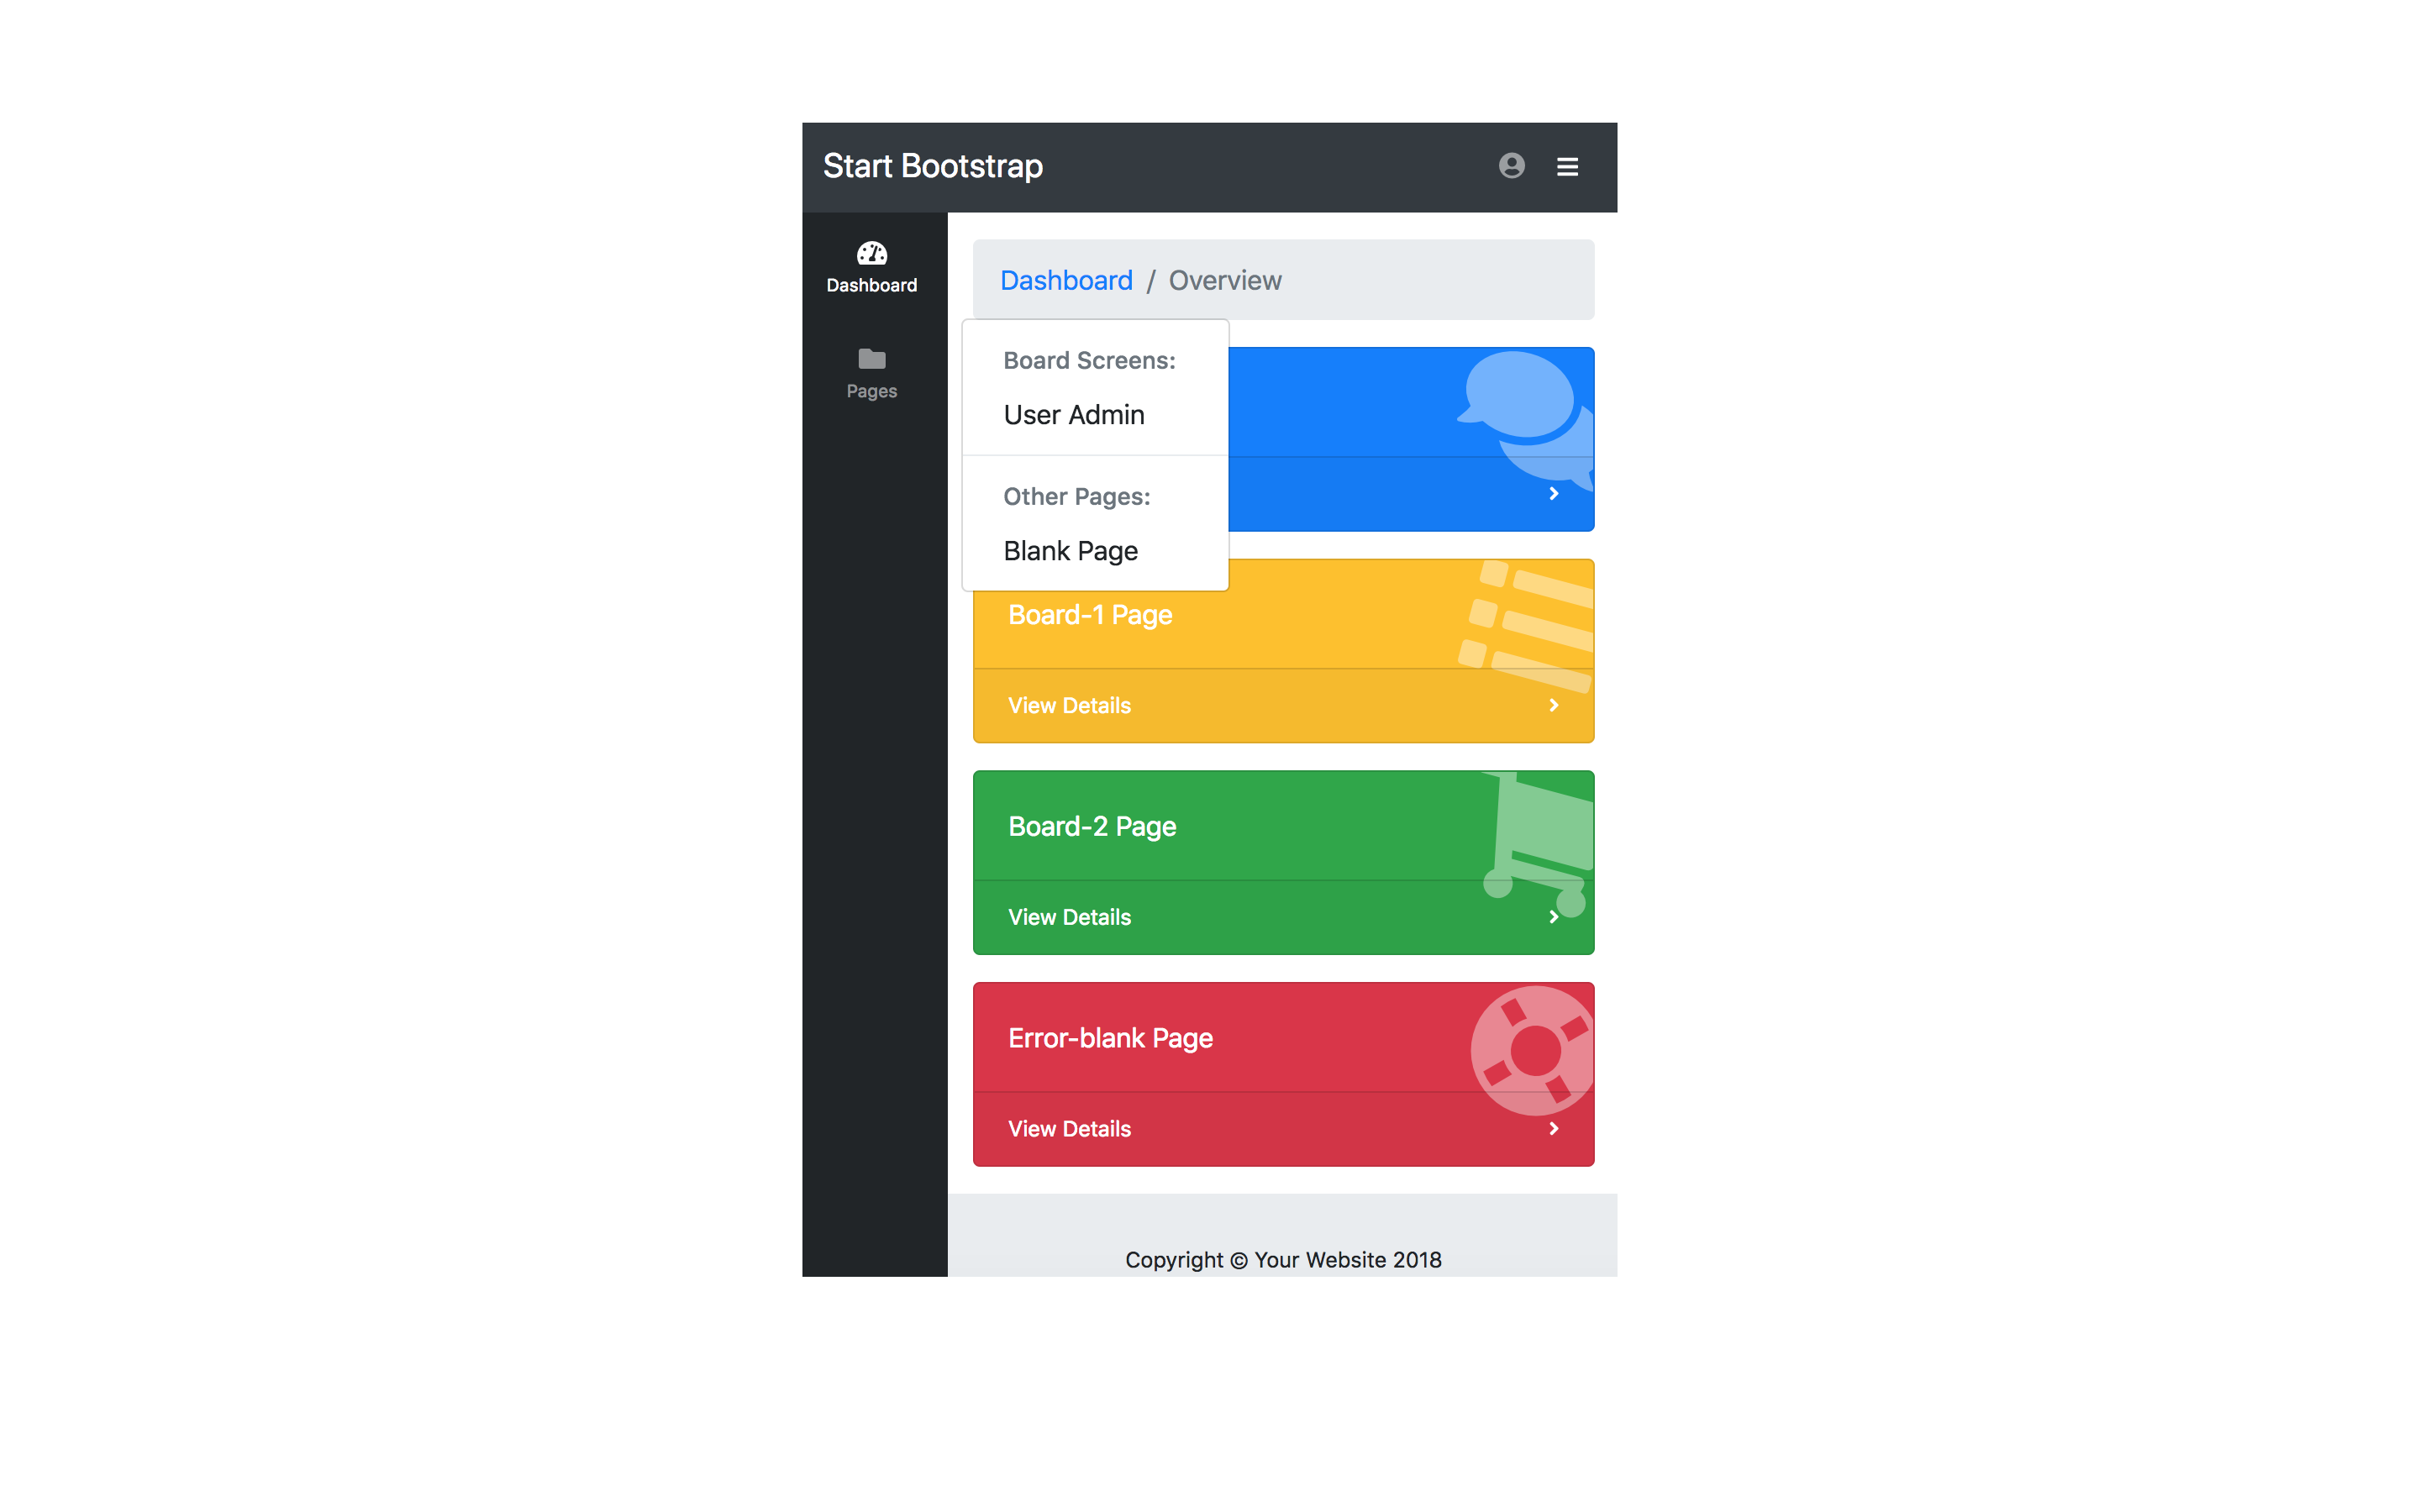 Start Bootstrap
Dashboard
Pages
Dashboard / Overview
Board Screens:
User Admin
Other Pages:
Blank Page
Board-1 Page
View Details
Board-2 Page
View Details
Error-blank Page
View Details
Copyright © Your Website 2018